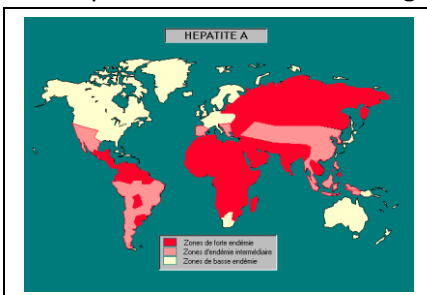 HEPATITE A
Zones de forte endémie
Zones d'endémie intermédiaire
Zones de basse endémie